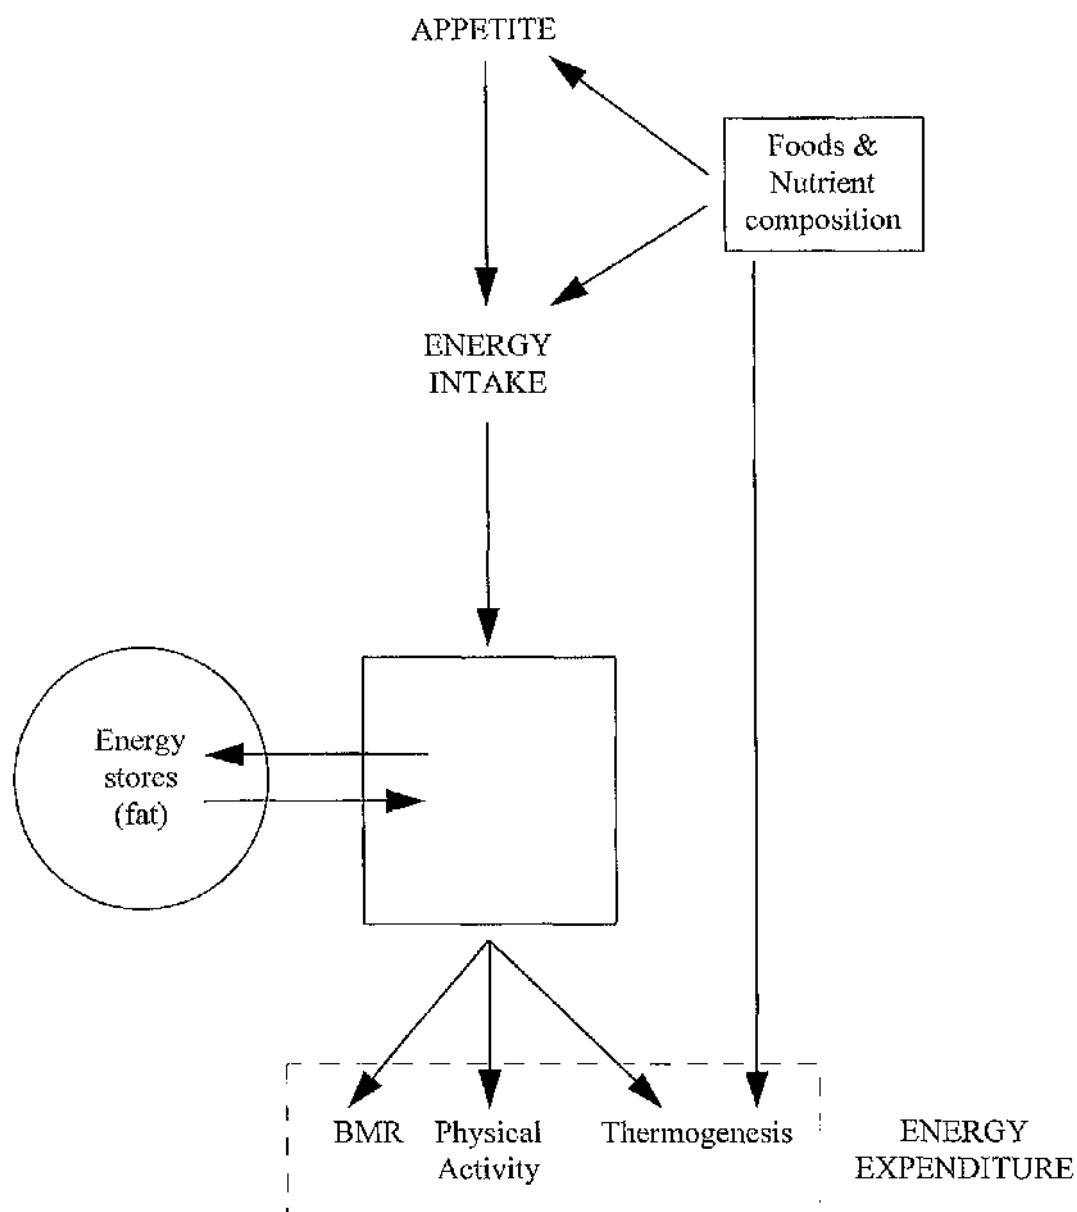 APPETITE
Foods &
Nutrient
composition
ENERGY
INTAKE
Energy
stores
(fat)
BMR
Physical
Activity
Thermogenesis
ENERGY
EXPENDITURE